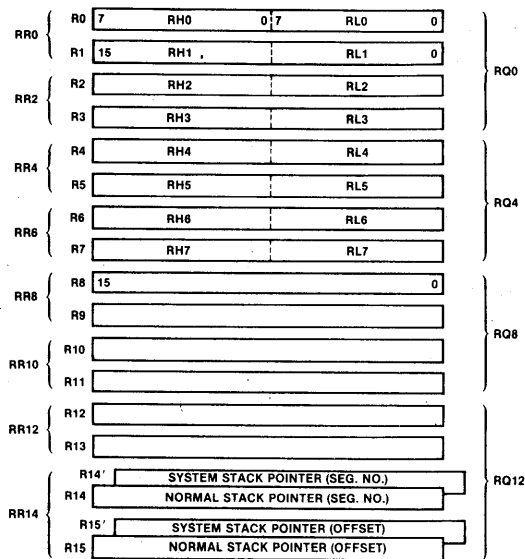 RR0
R0 7 RH0 0 7 RL0 0
R1 15 RH1 RL1 0
RQ0
RR2
R2 RH2 RL2
R3 RH3 RL3
RR4
R4 RH4 RL4
R5 RH5 RL5
RQ4
RR6
R6 RH6 RL6
R7 RH7 RL7
RR8
R8 15 0
R9
RQ8
RR10
R10
R11
RR12
R12
R13
RQ12
RR14
R14' SYSTEM STACK POINTER (SEG. NO.)
R14 NORMAL STACK POINTER (SEG. NO.)
R15' SYSTEM STACK POINTER (OFFSET)
R15 NORMAL STACK POINTER (OFFSET)